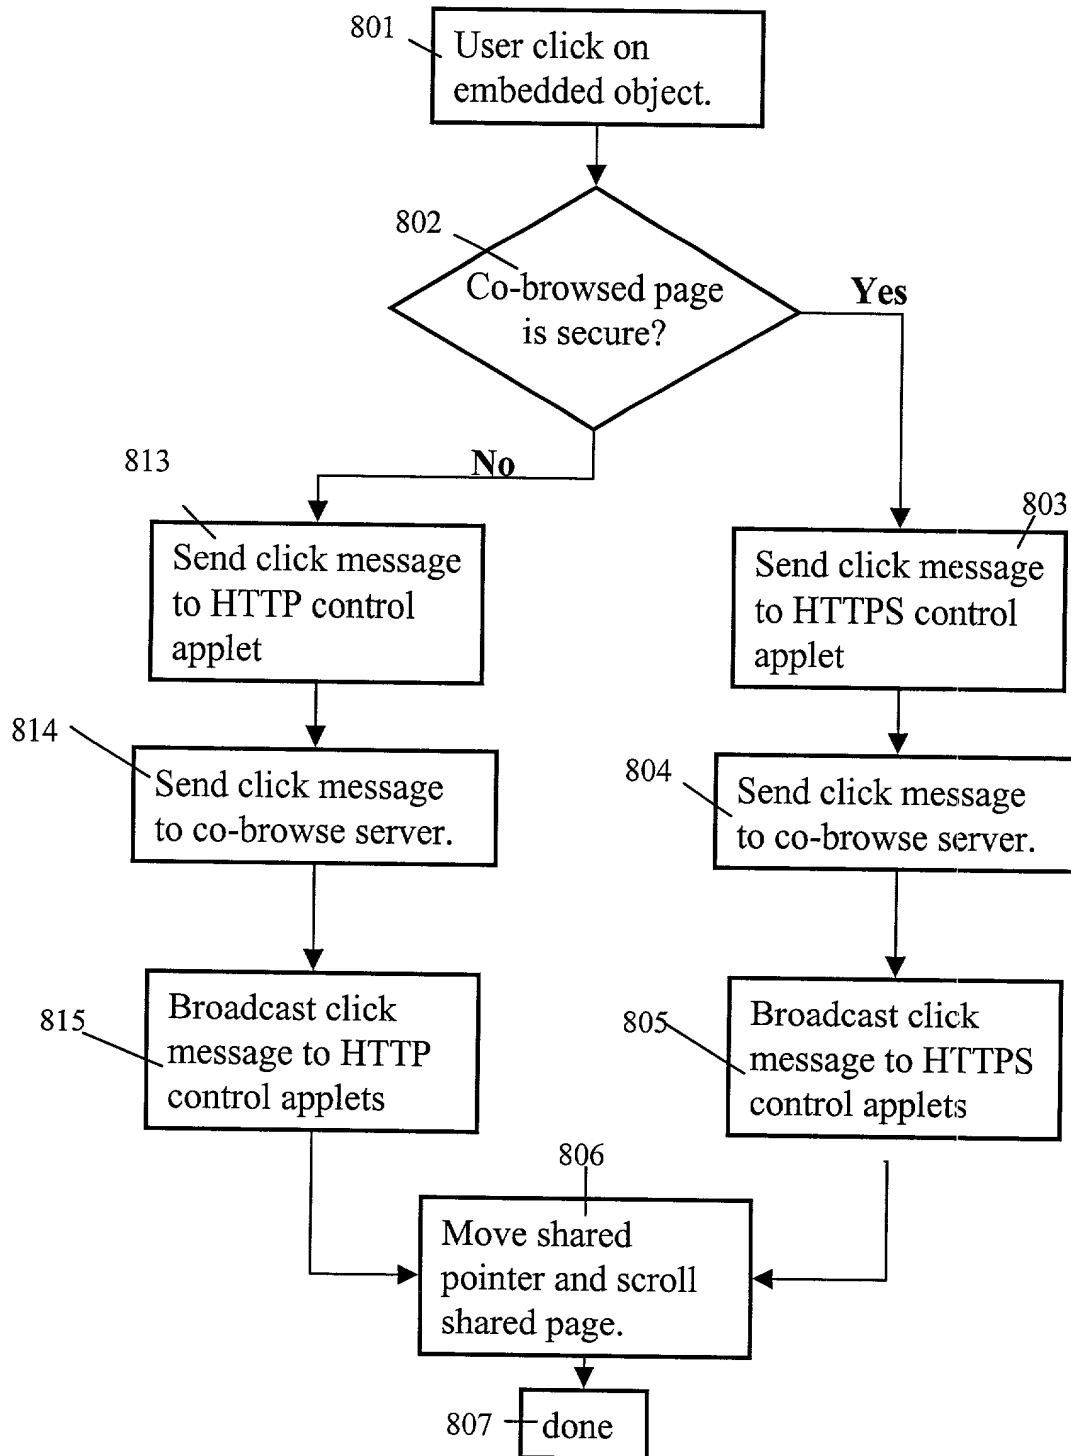 801
User click on
embedded object.
802
Co-browsed page
is secure?
Yes
No
813
Send click message
to HTTP control
applet
803
Send click message
to HTTPS control
applet
814
Send click message
to co-browse server.
804
Send click message
to co-browse server.
815
Broadcast click
message to HTTP
control applets
805
Broadcast click
message to HTTPS
control applets
806
Move shared
pointer and scroll
shared page.
807
done